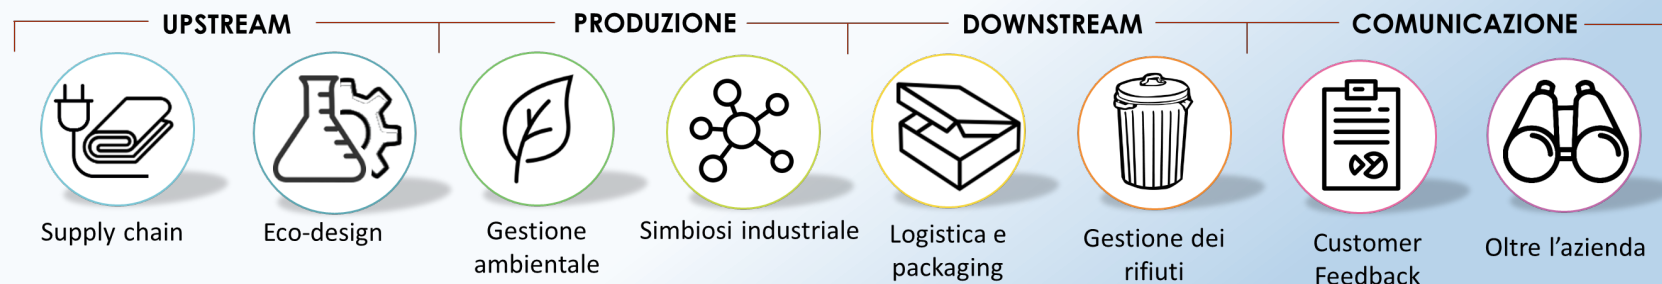 UPSTREAM
PRODUZIONE
DOWNSTREAM
COMUNICAZIONE
Supply chain
Eco-design
Gestione
ambientale
Simbiosi industriale
Logistica e
packaging
Gestione dei
rifiuti
Customer
Feedback
Oltre l’azienda